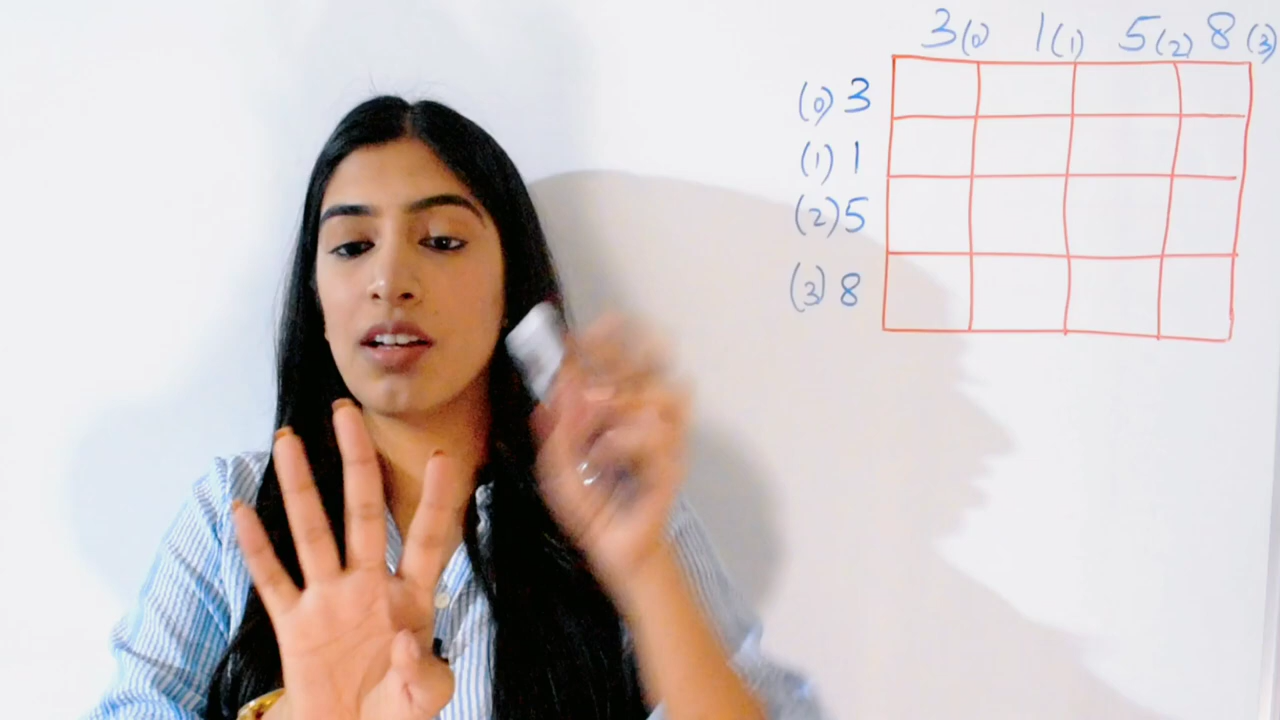 3(0) 1(1) 5(2) 8(3)
(0) 3
(1) 1
(2) 5
(3) 8